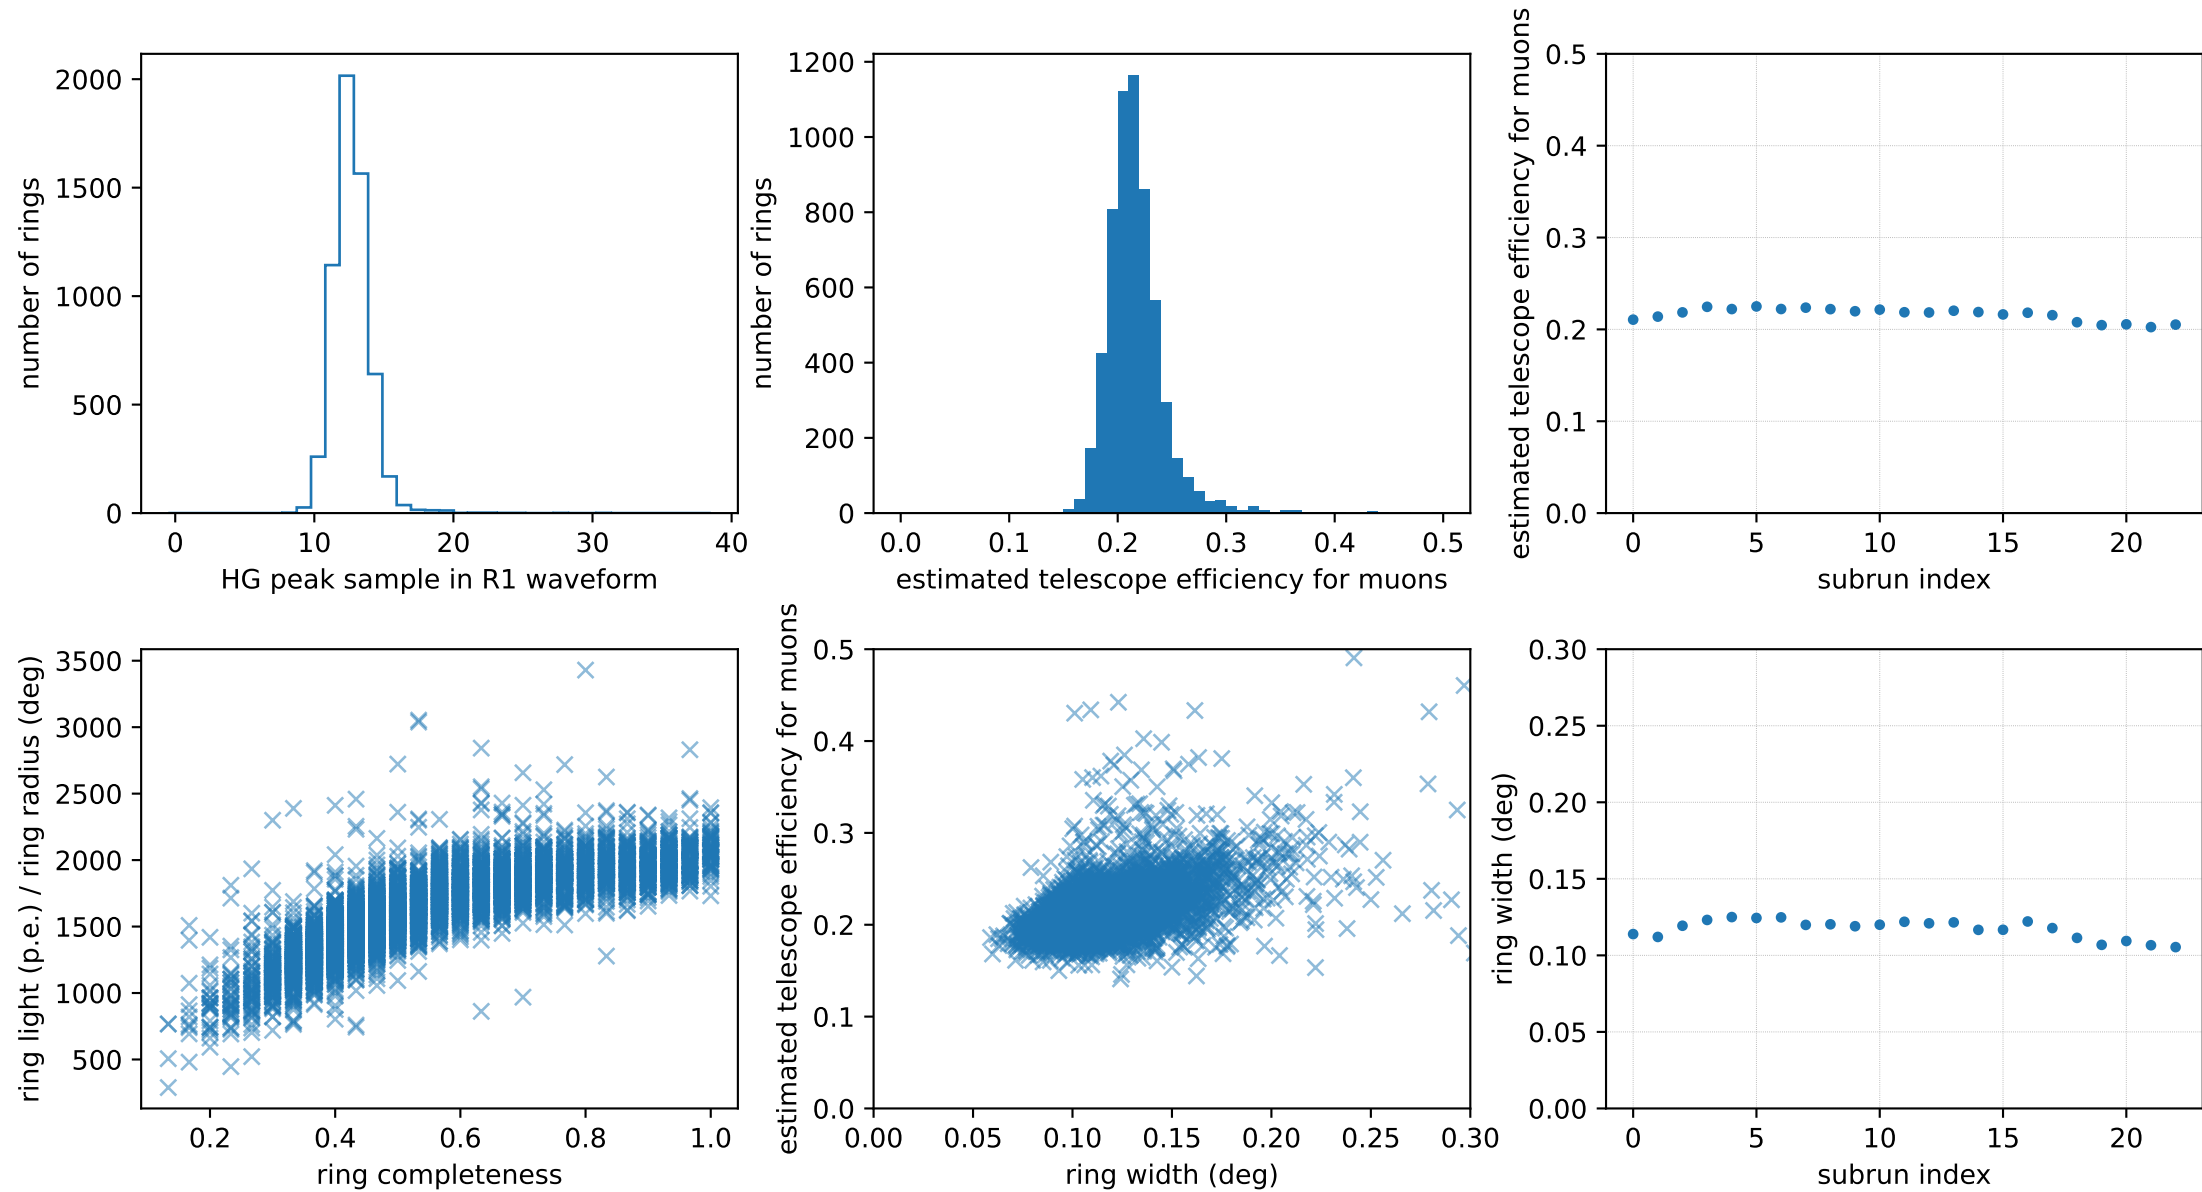 number of rings
2000
1500
1000
500
0
0 10 20 30 40
HG peak sample in R1 waveform
number of rings
1200
1000
800
600
400
200
0
0.0 0.1 0.2 0.3 0.4 0.5
estimated telescope efficiency for muons
estimated telescope efficiency for muons
0.5
0.4
0.3
0.2
0.1
0.0
0 5 10 15 20
subrun index
ring light (p.e.) / ring radius (deg)
3500
3000
2500
2000
1500
1000
500
0.2 0.4 0.6 0.8 1.0
ring completeness
estimated telescope efficiency for muons
0.5
0.4
0.3
0.2
0.1
0.0
0.00 0.05 0.10 0.15 0.20 0.25 0.30
ring width (deg)
ring width (deg)
0.30
0.25
0.20
0.15
0.10
0.05
0.00
0 5 10 15 20
subrun index